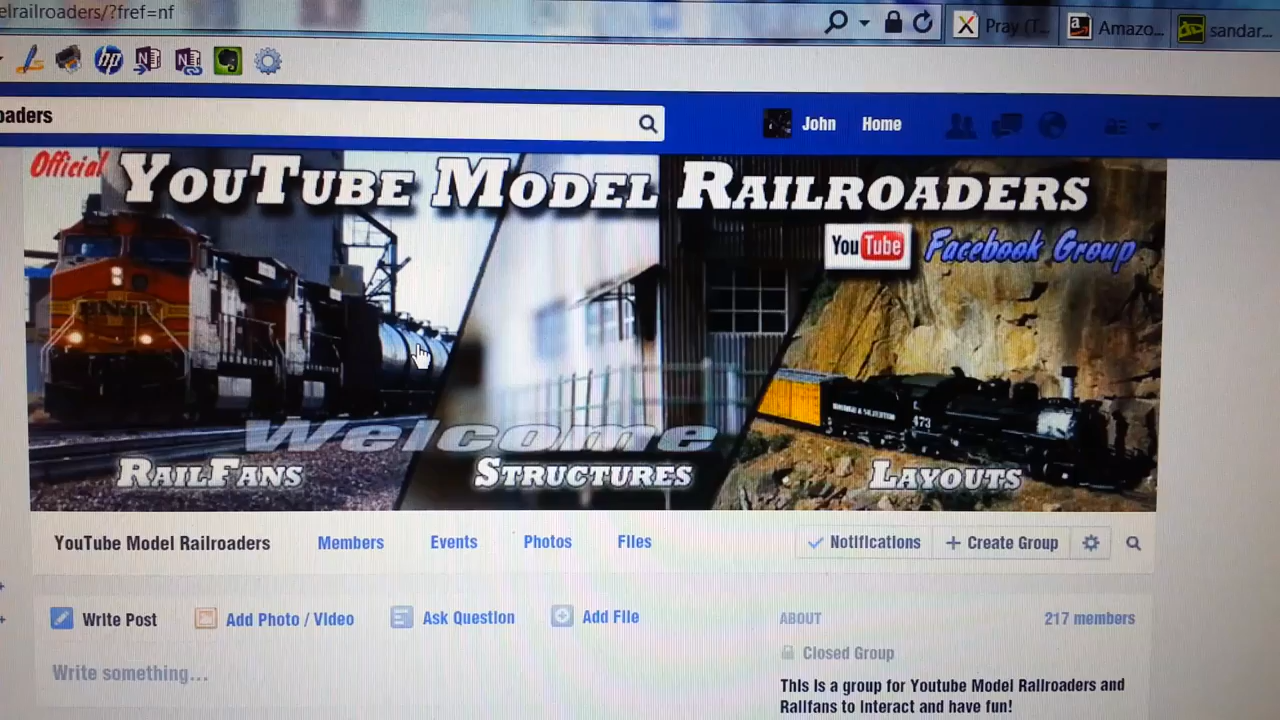 elrailroaders/?fref=nf
Pray (T...
Amazo...
sandar...
hp
N
N
oaders
John
Home
Official
YouTube Model Railroaders
YouTube
Facebook Group
BNSF
473
Welcome
RailFans
Structures
Layouts
YouTube Model Railroaders
Members
Events
Photos
Files
Notifications
+ Create Group
Write Post
Add Photo / Video
Ask Question
Add File
ABOUT
217 members
Write something...
Closed Group
This is a group for Youtube Model Railroaders and
Railfans to interact and have fun!